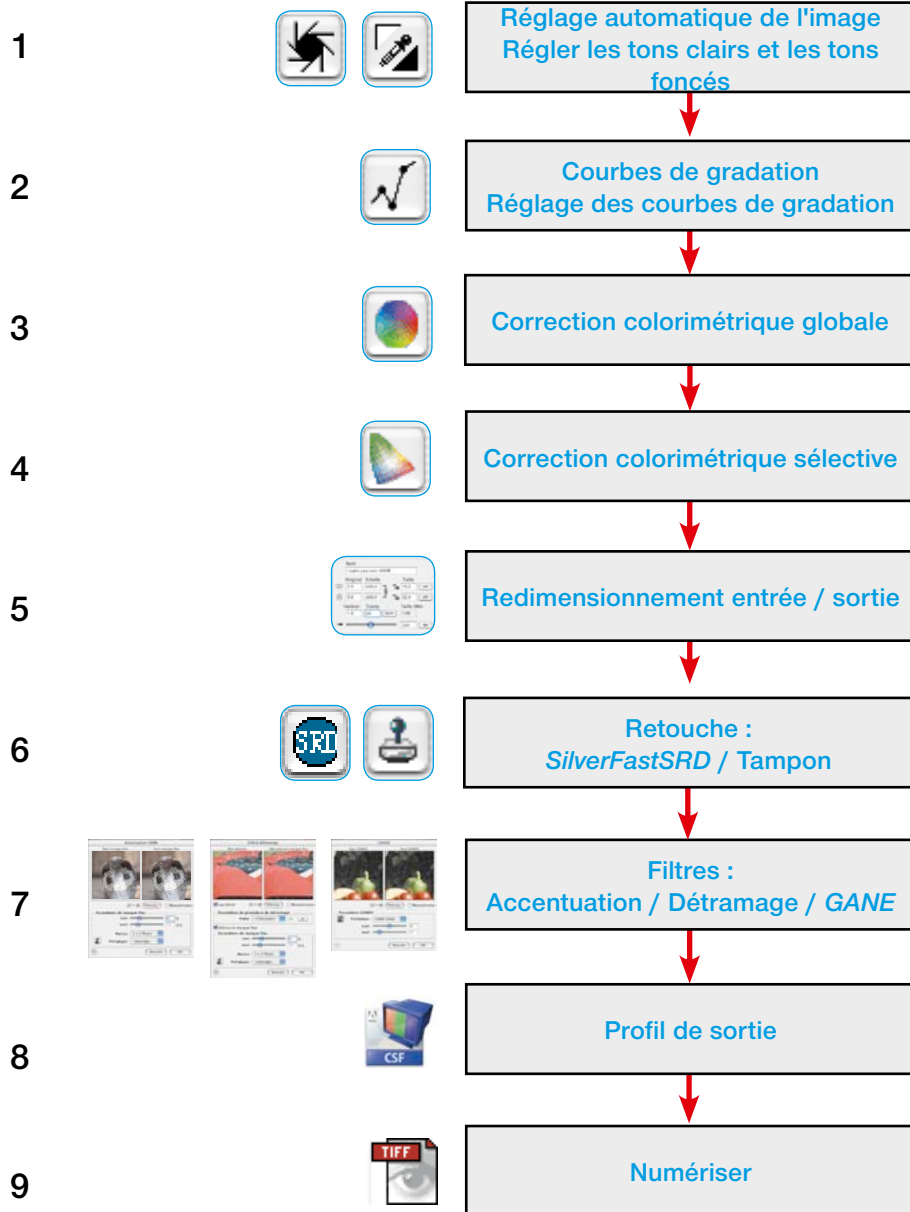 1
Réglage automatique de l'image
Régler les tons clairs et les tons
foncés
2
Courbes de gradation
Réglage des courbes de gradation
3
Correction colorimétrique globale
4
Correction colorimétrique sélective
5
Redimensionnement entrée / sortie
6
SRD
Retouche :
SilverFastSRD / Tampon
7
Filtres :
Accentuation / Détramage / GANE
8
CSF
Profil de sortie
9
TIFF
Numériser